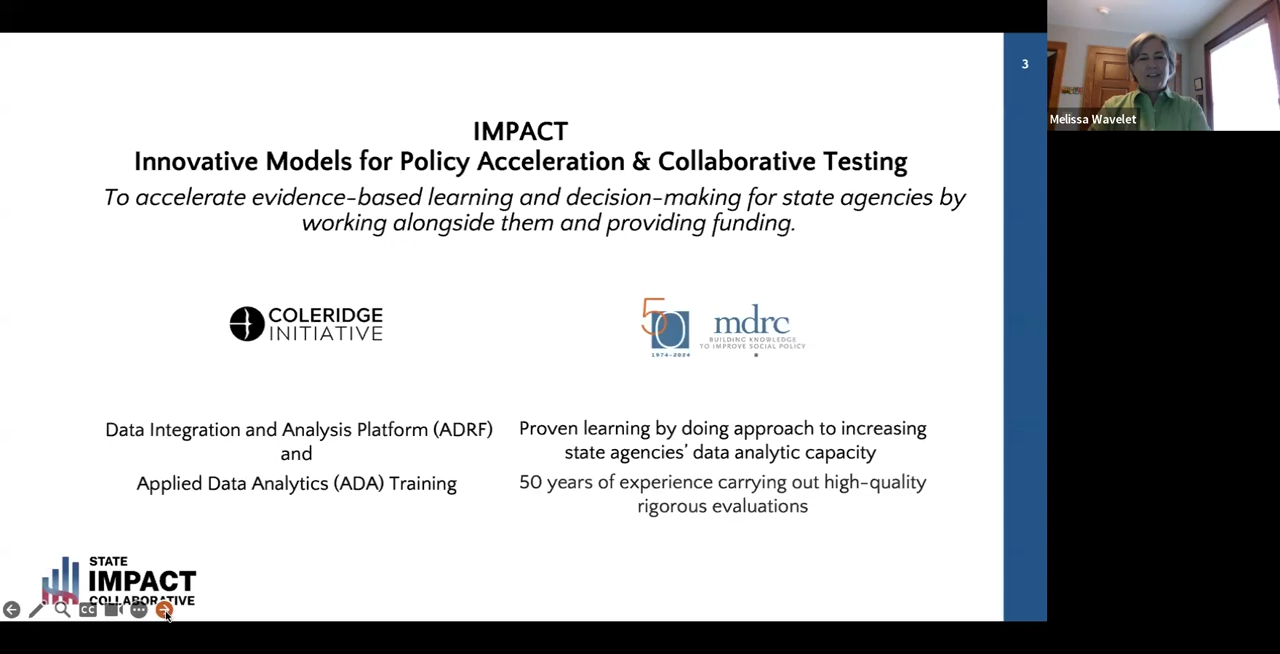 3
Melissa Wavelet
IMPACT
Innovative Models for Policy Acceleration & Collaborative Testing
To accelerate evidence-based learning and decision-making for state agencies by
working alongside them and providing funding.
COLERIDGE
INITIATIVE
50
1974-2024
mdrc
BUILDING KNOWLEDGE
TO IMPROVE SOCIAL POLICY
Data Integration and Analysis Platform (ADRF)
and
Applied Data Analytics (ADA) Training
Proven learning by doing approach to increasing
state agencies’ data analytic capacity
50 years of experience carrying out high-quality
rigorous evaluations
STATE
IMPACT
COLLABORATIVE
CC